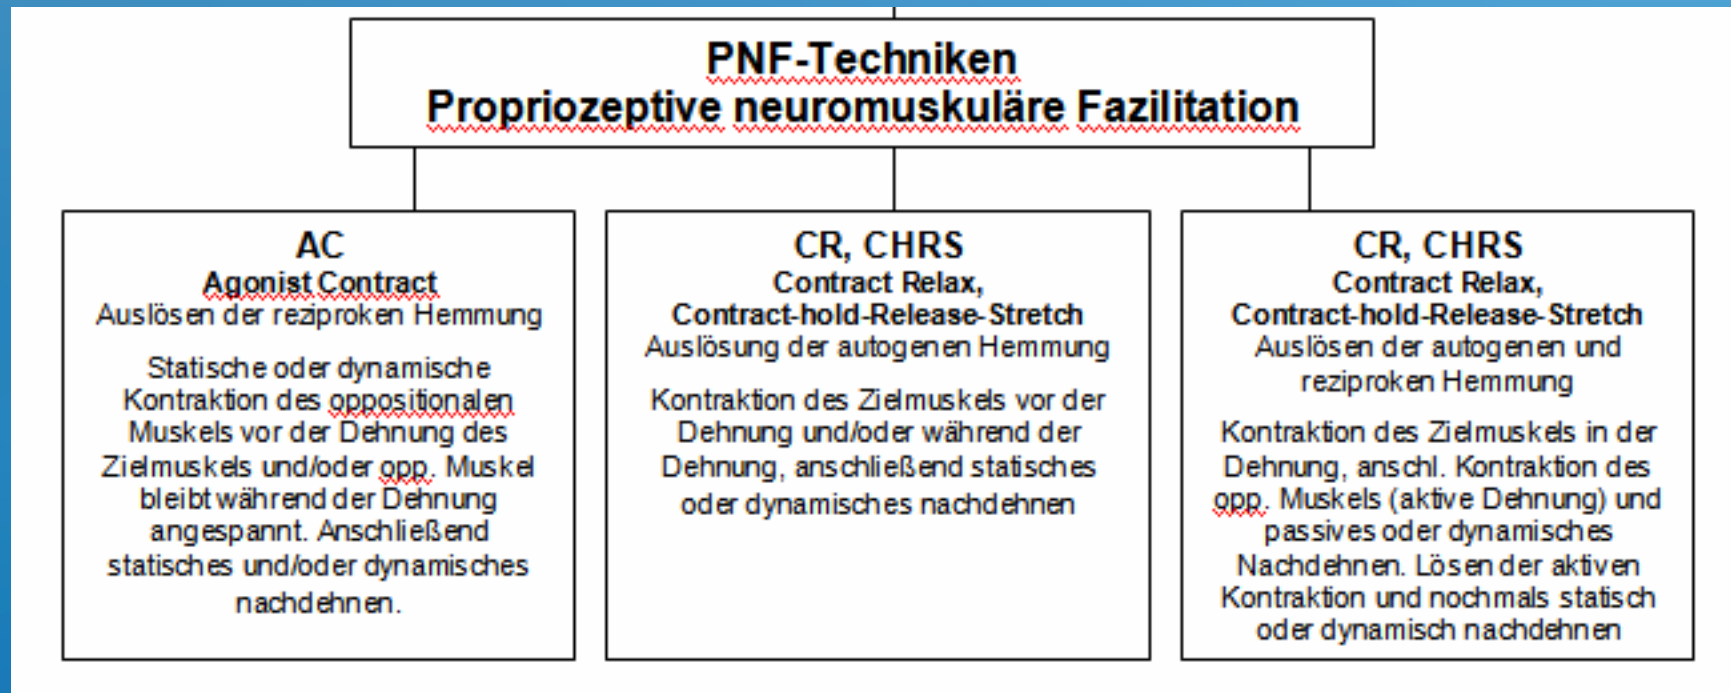 PNF-Techniken
Propriozeptive neuromuskuläre Fazilitation
AC
Agonist Contract
Auslösen der reziproken Hemmung
Statische oder dynamische
Kontraktion des oppositionalen
Muskels vor der Dehnung des
Zielmuskels und/oder opp. Muskel
bleibt während der Dehnung
angespannt. Anschließend
statisches und/oder dynamisches
nachdehnen.
CR, CHRS
Contract Relax,
Contract-hold-Release-Stretch
Auslösung der autogenen Hemmung
Kontraktion des Zielmuskels vor der
Dehnung und/oder während der
Dehnung, anschließend statisches
oder dynamisches nachdehnen
CR, CHRS
Contract Relax,
Contract-hold-Release-Stretch
Auslösen der autogenen und
reziproken Hemmung
Kontraktion des Zielmuskels in der
Dehnung, anschl. Kontraktion des
opp. Muskels (aktive Dehnung) und
passives oder dynamisches
Nachdehnen. Lösen der aktiven
Kontraktion und nochmals statisch
oder dynamisch nachdehnen